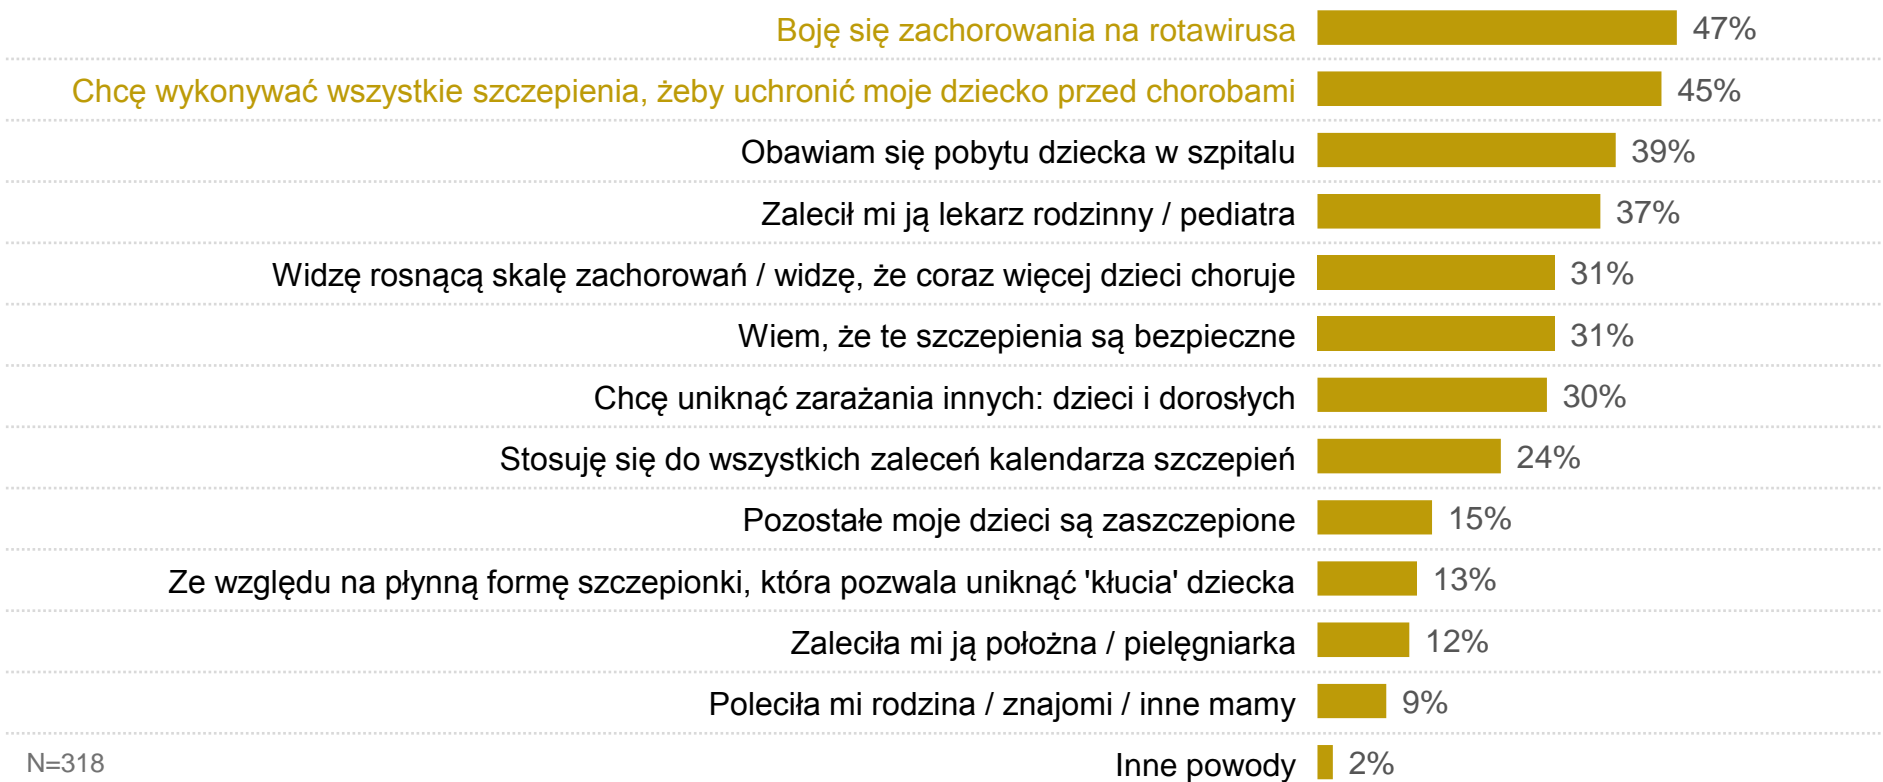 Boję się zachorowania na rotawirusa 47%
Chcę wykonywać wszystkie szczepienia, żeby uchronić moje dziecko przed chorobami 45%
Obawiam się pobytu dziecka w szpitalu 39%
Zalecił mi ją lekarz rodzinny / pediatra 37%
Widzę rosnącą skalę zachorowań / widzę, że coraz więcej dzieci choruje 31%
Wiem, że te szczepienia są bezpieczne 31%
Chcę uniknąć zarażania innych: dzieci i dorosłych 30%
Stosuję się do wszystkich zaleceń kalendarza szczepień 24%
Pozostałe moje dzieci są zaszczepione 15%
Ze względu na płynną formę szczepionki, która pozwala uniknąć 'kłucia' dziecka 13%
Zaleciła mi ją położna / pielęgniarka 12%
Poleciła mi rodzina / znajomi / inne mamy 9%
N=318 Inne powody 2%